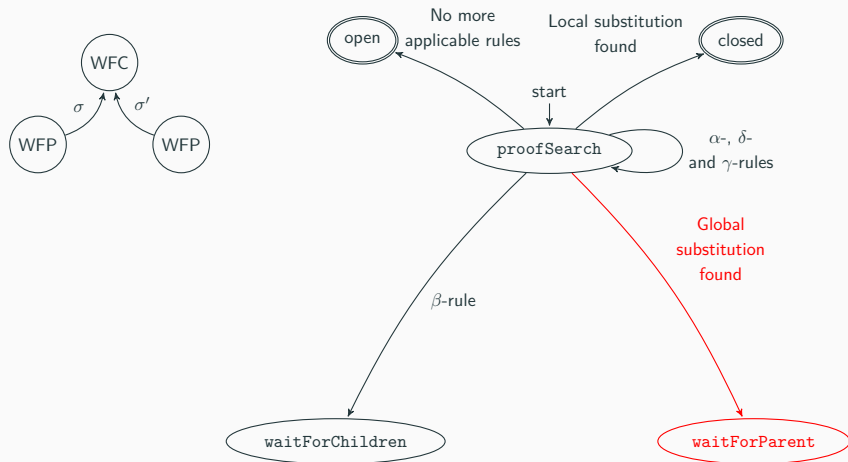 open
No more
applicable rules
Local substitution
found
closed
WFC
σ
σ′
WFP
WFP
start
proofSearch
α-, δ-
and γ-rules
Global
substitution
found
β-rule
waitForChildren
waitForParent